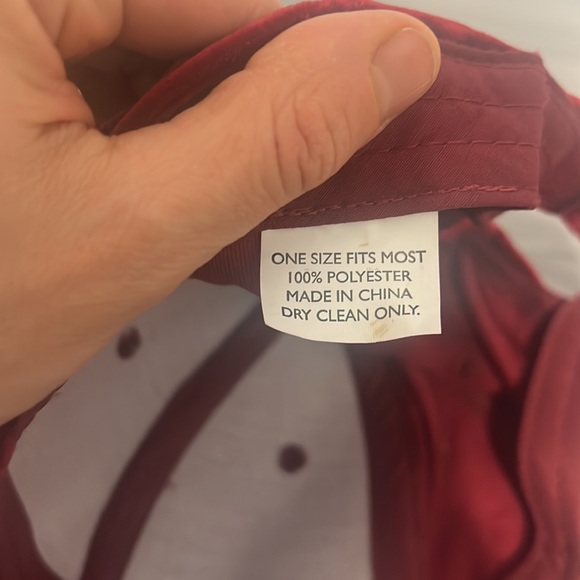 ONE SIZE FITS MOST
100% POLYESTER
MADE IN CHINA
DRY CLEAN ONLY.